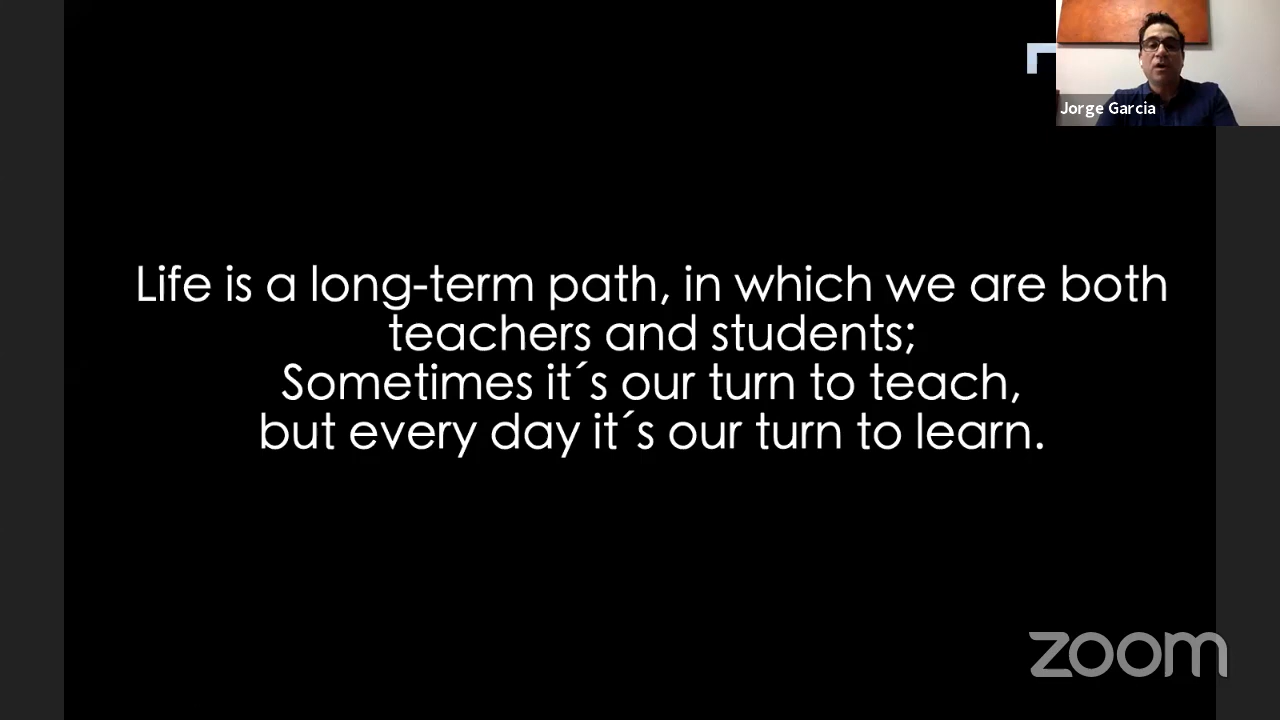 Jorge Garcia
Life is a long-term path, in which we are both
teachers and students;
Sometimes it´s our turn to teach,
but every day it´s our turn to learn.
zoom